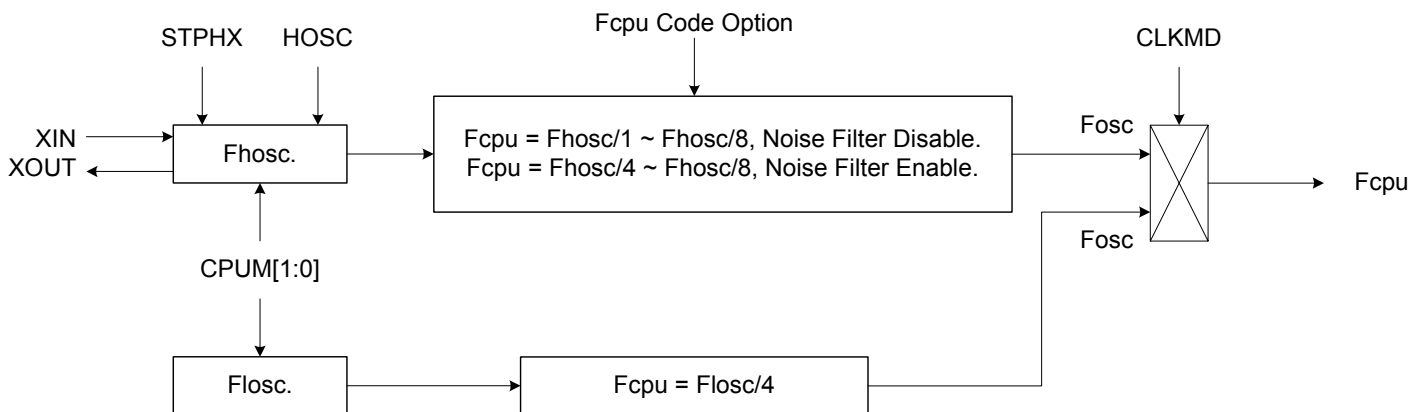 Fcpu Code Option
STPHX
HOSC
CLKMD
XIN
XOUT
Fhosc.
Fcpu = Fhosc/1 ~ Fhosc/8, Noise Filter Disable.
Fcpu = Fhosc/4 ~ Fhosc/8, Noise Filter Enable.
Fosc
Fcpu
Fosc
CPUM[1:0]
Flosc.
Fcpu = Flosc/4